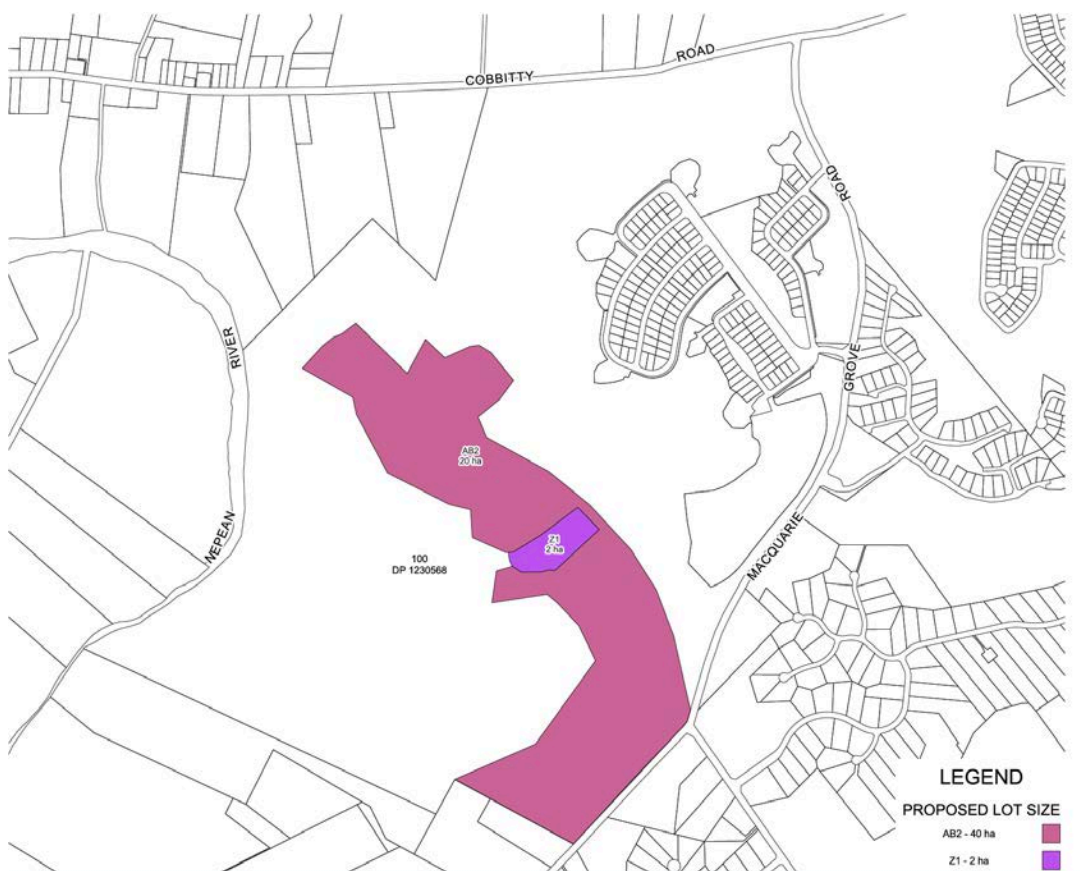 COBBITTY ROAD
ROAD
GROVE
MACQUARIE
RIVER
NEPEAN
AB2
20 ha
Z1
2 ha
100
DP 1230568
LEGEND
PROPOSED LOT SIZE
AB2 - 40 ha
Z1 - 2 ha